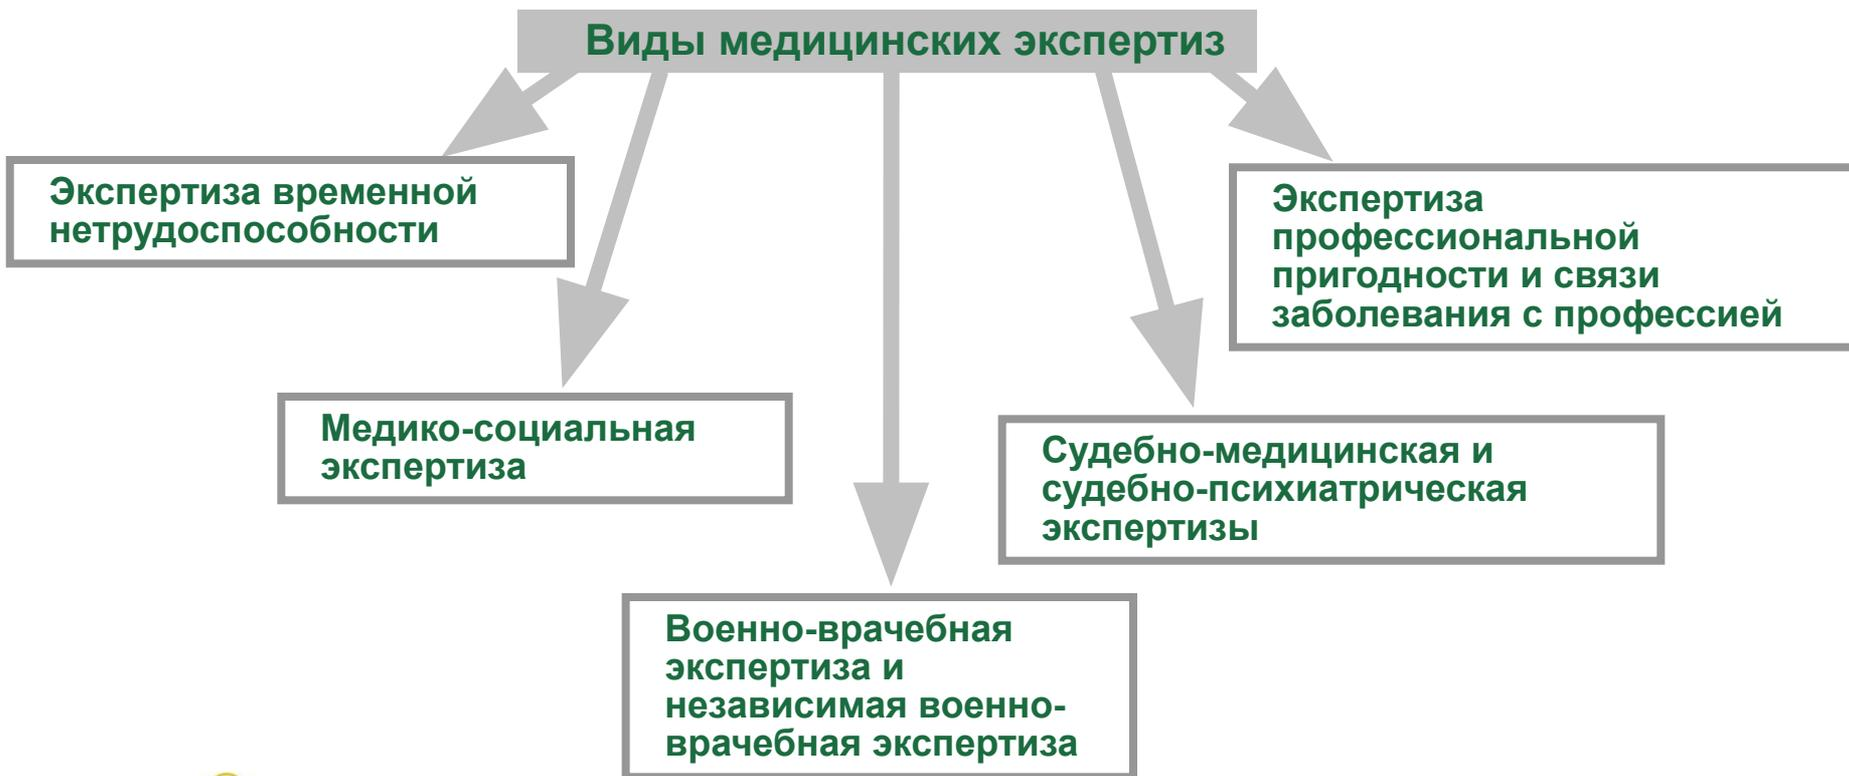 Виды медицинских экспертиз
Экспертиза временной
нетрудоспособности
Экспертиза
профессиональной
пригодности и связи
заболевания с профессией
Медико-социальная
экспертиза
Судебно-медицинская и
судебно-психиатрическая
экспертизы
Военно-врачебная
экспертиза и
независимая военно-
врачебная экспертиза